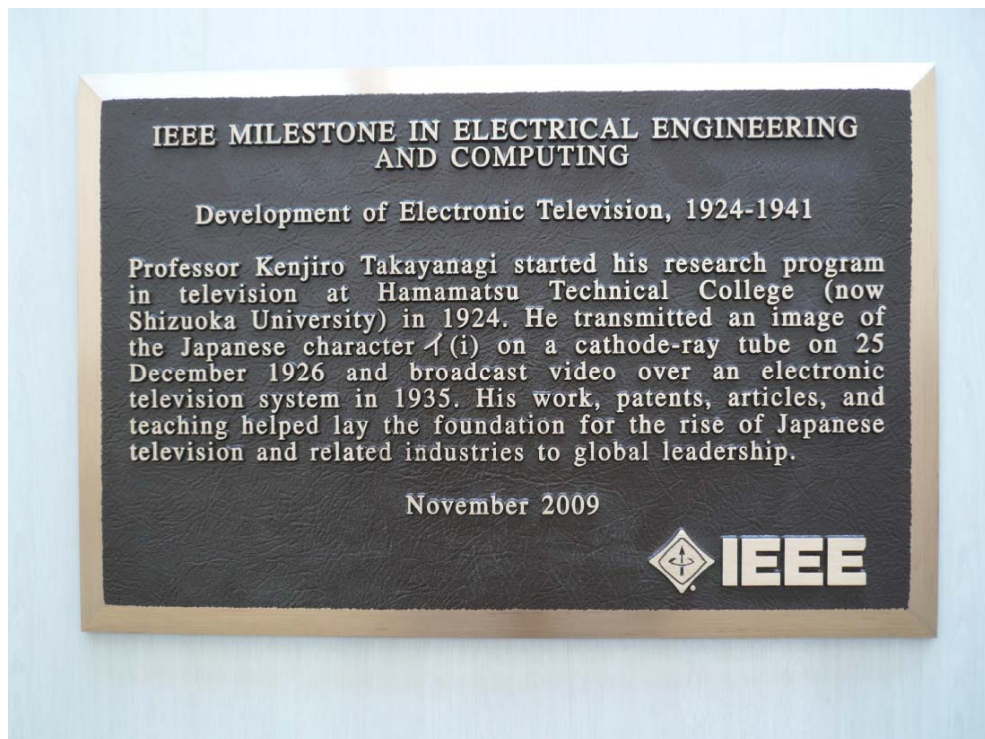 IEEE MILESTONE IN ELECTRICAL ENGINEERING
AND COMPUTING
Development of Electronic Television, 1924-1941
Professor Kenjiro Takayanagi started his research program
in television at Hamamatsu Technical College (now
Shizuoka University) in 1924. He transmitted an image of
the Japanese character イ (i) on a cathode-ray tube on 25
December 1926 and broadcast video over an electronic
television system in 1935. His work, patents, articles, and
teaching helped lay the foundation for the rise of Japanese
television and related industries to global leadership.
November 2009
IEEE